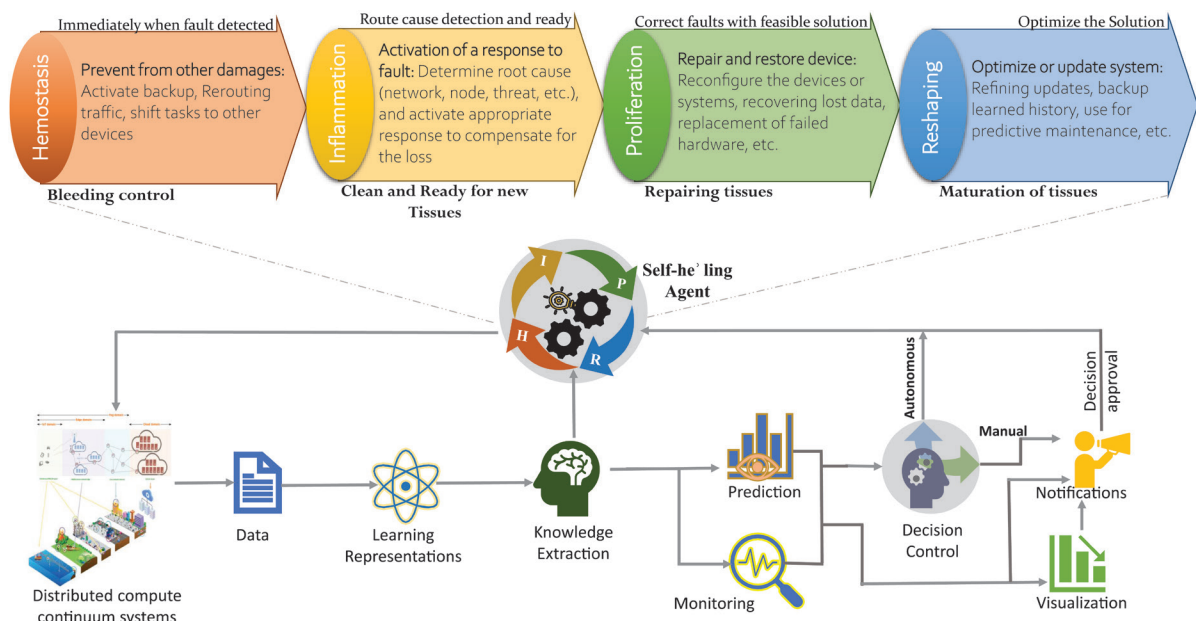 Immediately when fault detected
Hemostasis
Prevent from other damages:
Activate backup, Rerouting
traffic, shift tasks to other
devices
Bleeding control
Route cause detection and ready
Inflammation
Activation of a response to
fault: Determine root cause
(network, node, threat, etc.),
and activate appropriate
response to compensate for
the loss
Clean and Ready for new
Tissues
Correct faults with feasible solution
Proliferation
Repair and restore device:
Reconfigure the devices or
systems, recovering lost data,
replacement of failed
hardware, etc.
Repairing tissues
Optimize the Solution
Reshaping
Optimize or update system:
Refining updates, backup
learned history, use for
predictive maintenance, etc.
Maturation of tissues
I
P
H
R
Self-he’ling
Agent
Distributed compute
continuum systems
Data
Learning
Representations
Knowledge
Extraction
Prediction
Monitoring
Autonomous
Manual
Decision
Control
Decision
approval
Notifications
Visualization